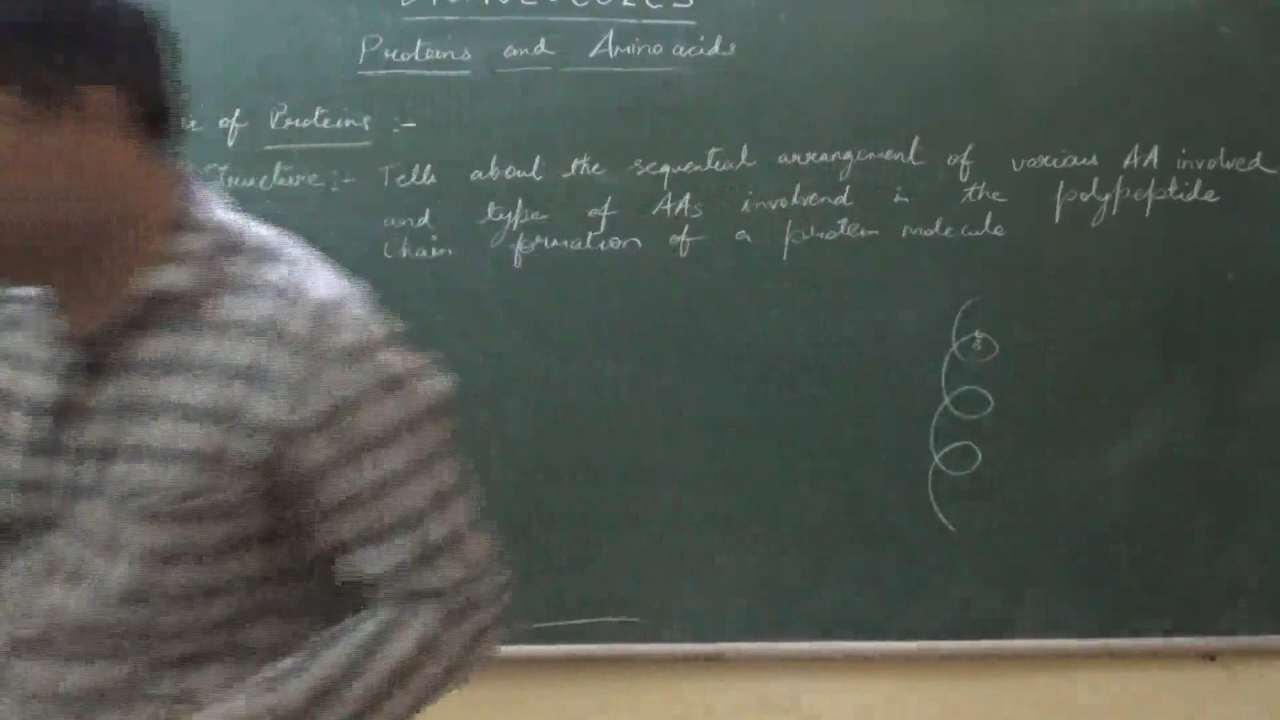 Proteins and Amino acids
of Proteins :-
Structure :- Tells about the sequential arrangement of various AA involved
and type of AAs involvend in the polypeptide
Chain formation of a protein molecule